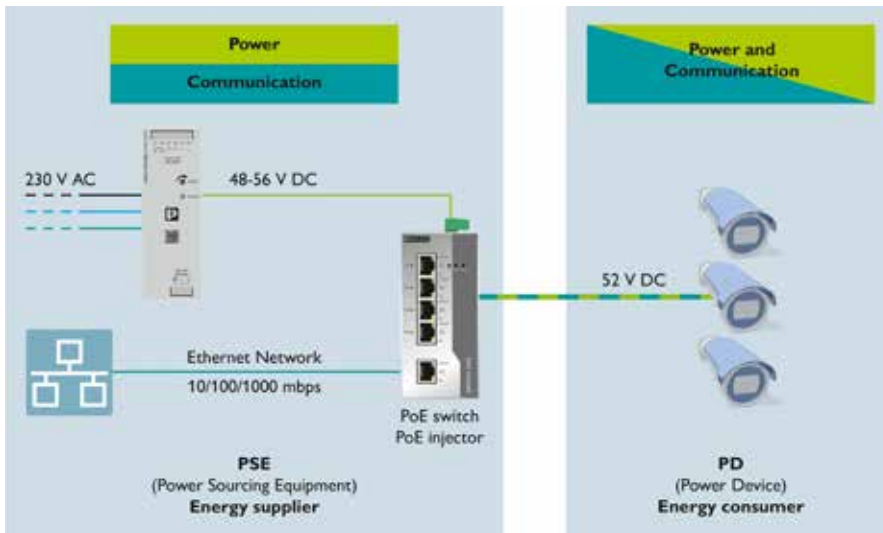 Power
Communication
Power and
Communication
230 V AC
48-56 V DC
52 V DC
Ethernet Network
10/100/1000 mbps
PoE switch
PoE injector
PSE
(Power Sourcing Equipment)
Energy supplier
PD
(Power Device)
Energy consumer